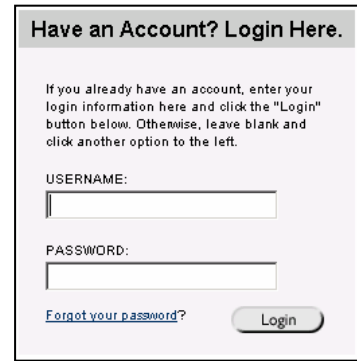 Have an Account? Login Here.
If you already have an account, enter your
login information here and click the "Login"
button below. Otherwise, leave blank and
click another option to the left.
USERNAME:
PASSWORD:
Forgot your password?
Login